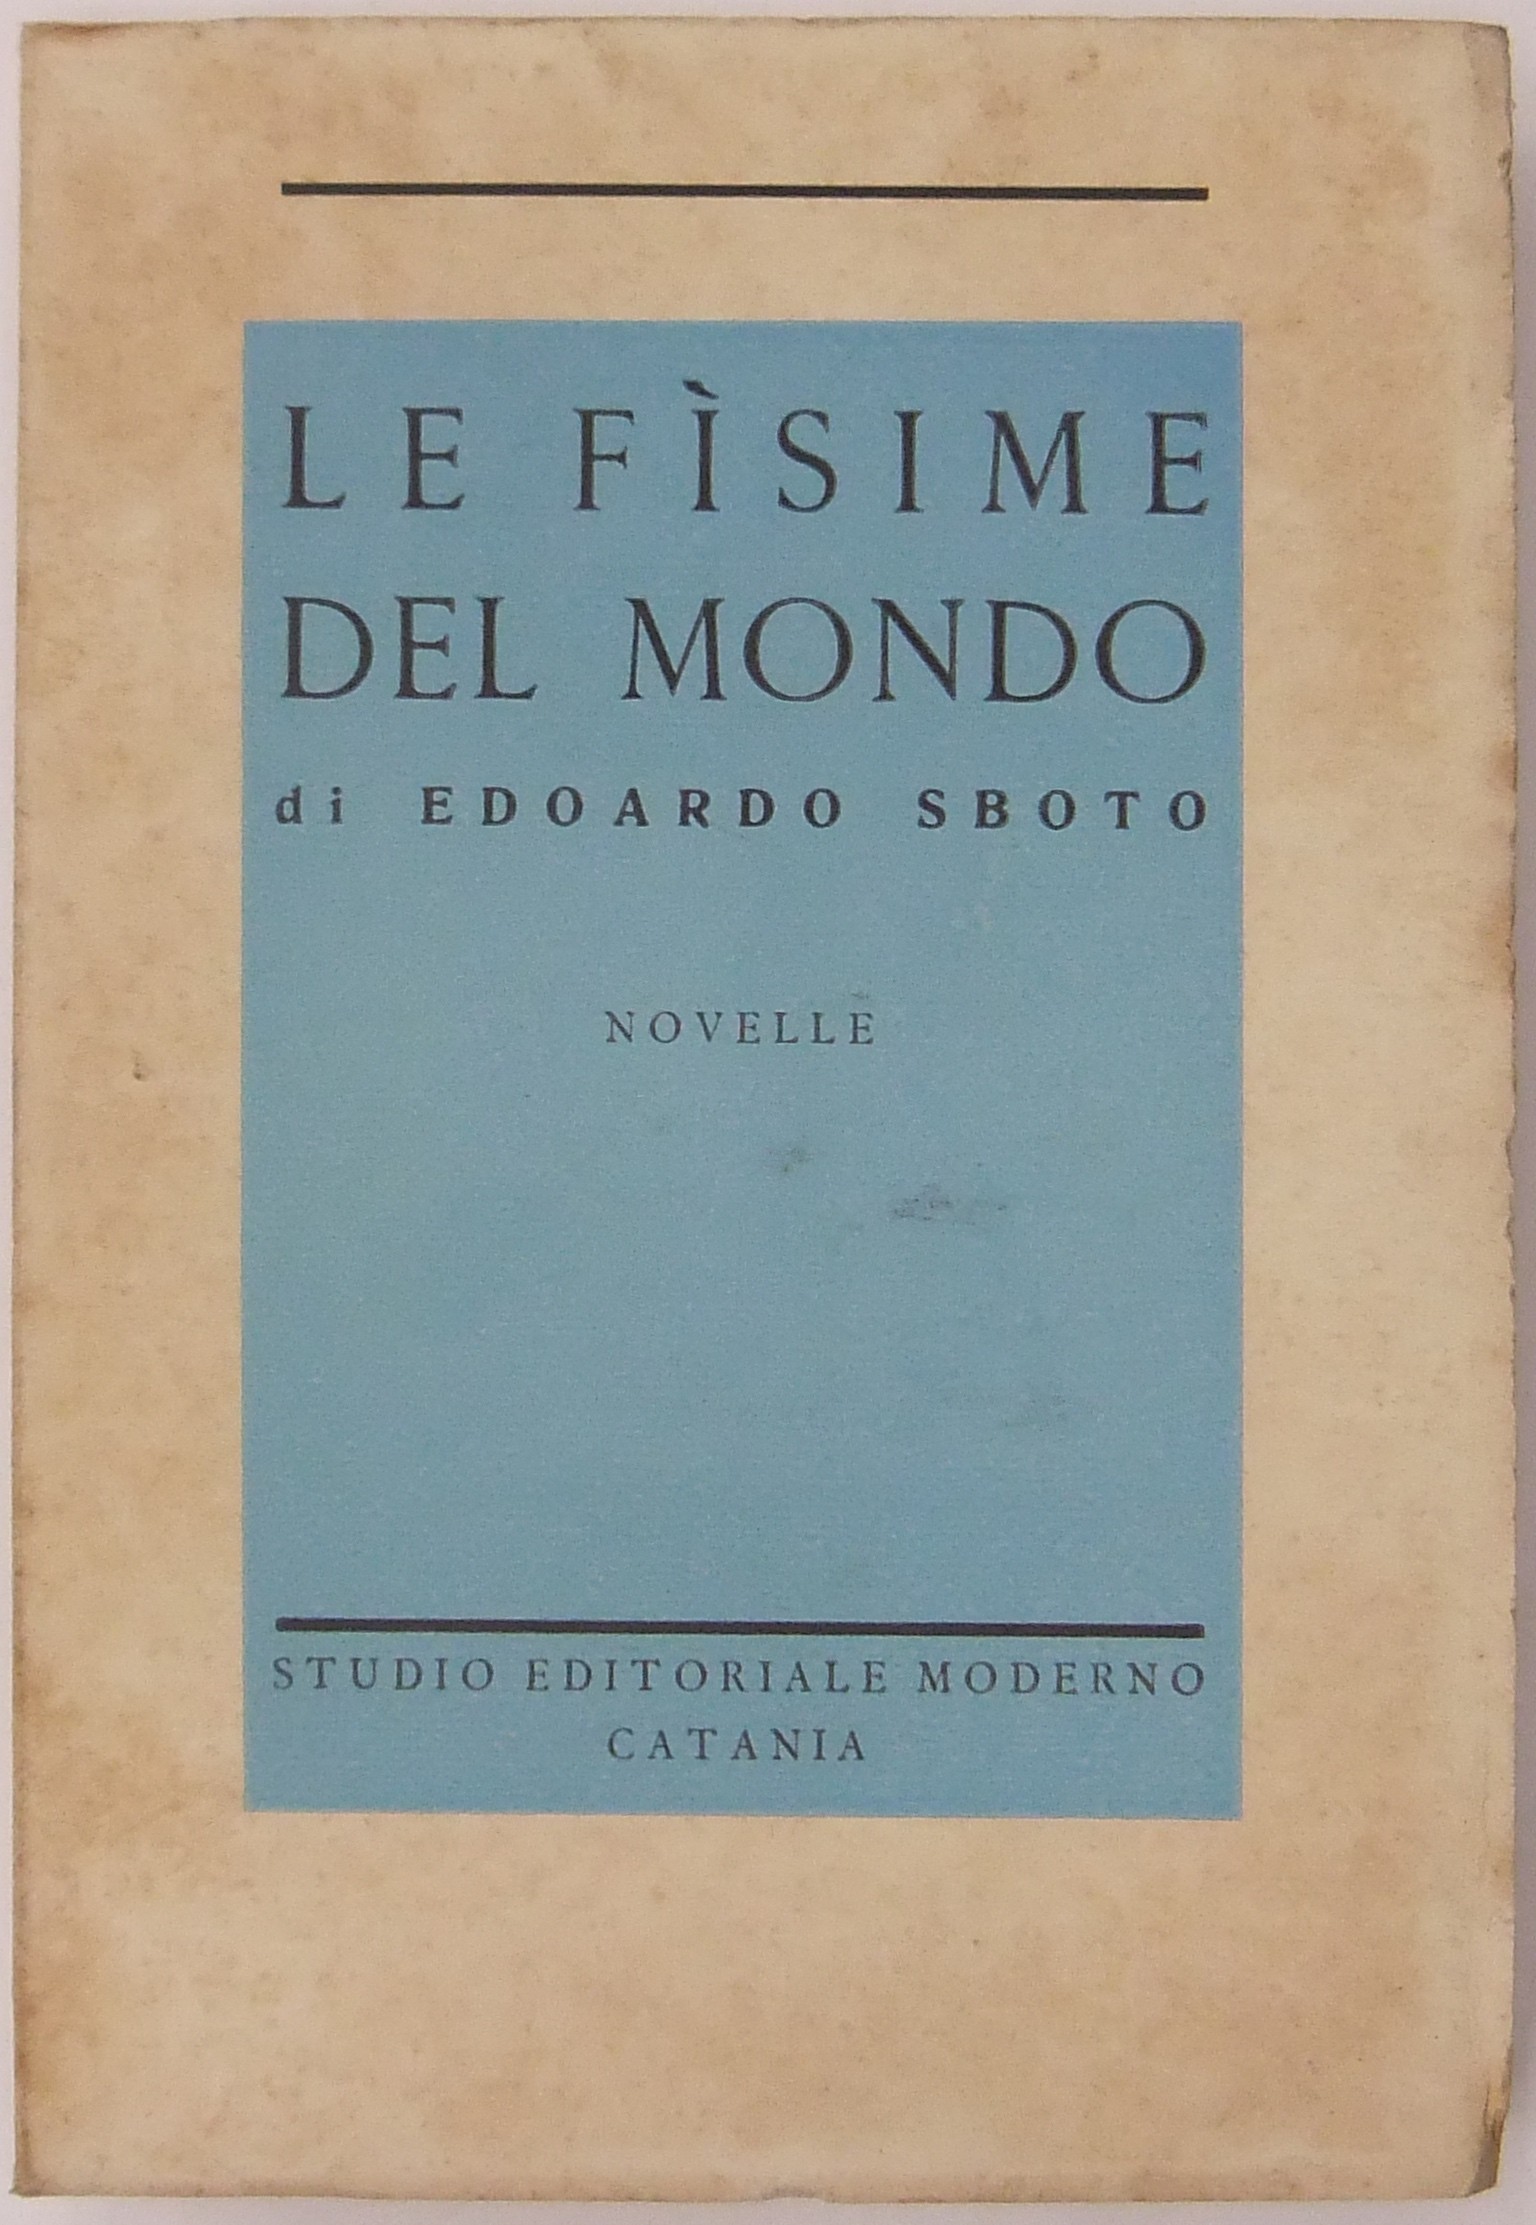 LE FÌSIME
DEL MONDO
di EDOARDO SBOTO
NOVELLE
STUDIO EDITORIALE MODERNO
CATANIA